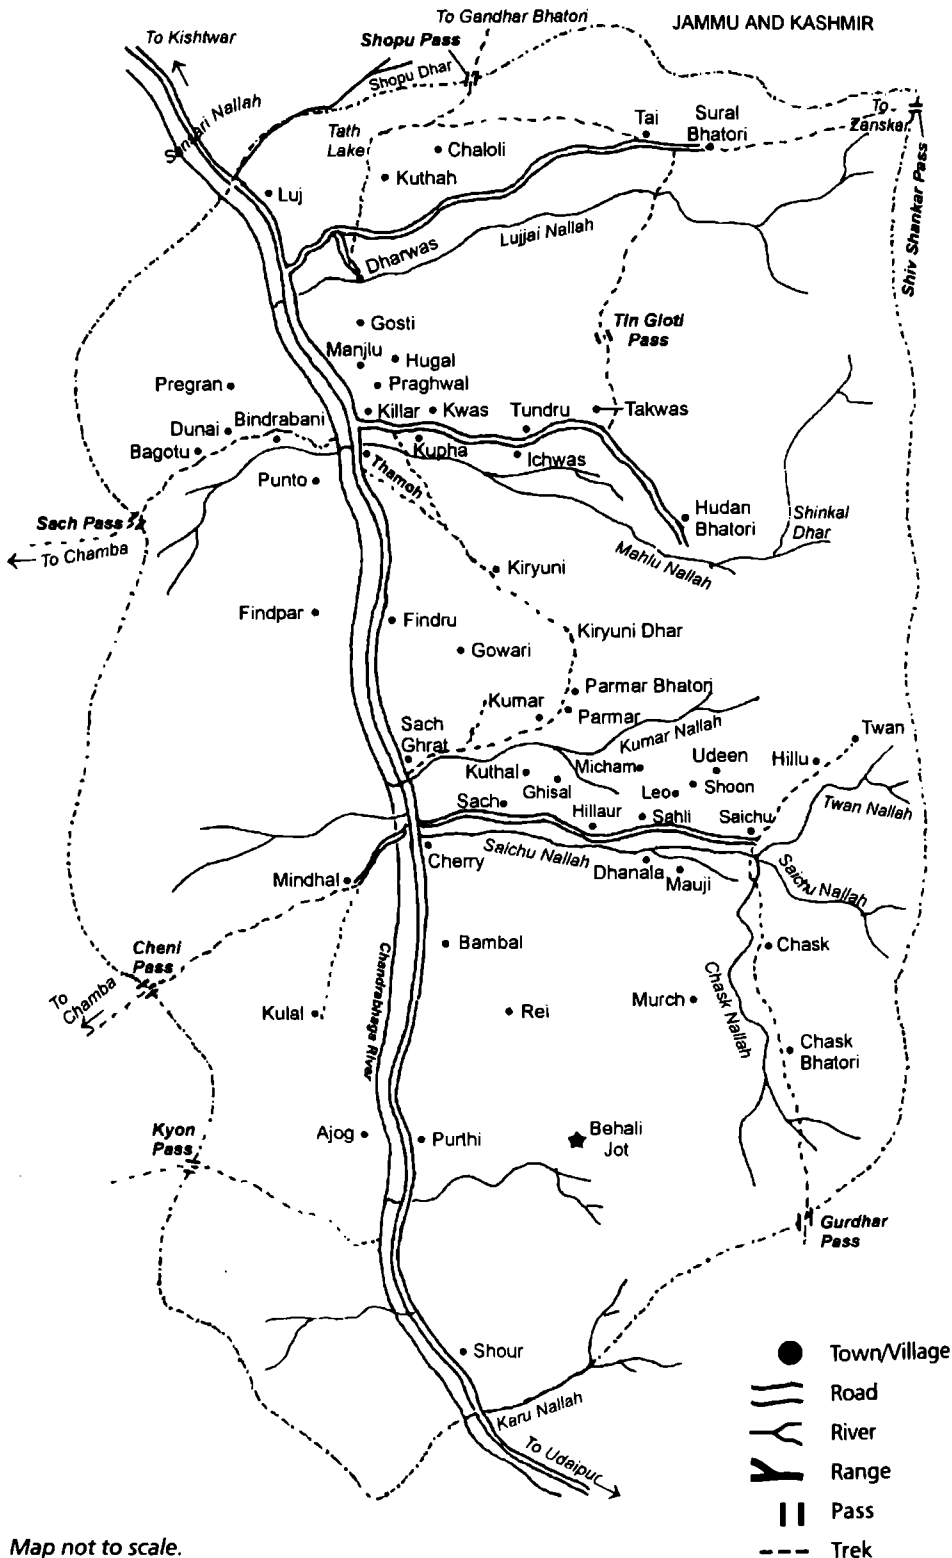 To Gandhar Bhatori
JAMMU AND KASHMIR
To Kishtwar
Shopu Pass
Shopu Dhar
Sansari Nallah
To
Zanskar
Tath
Lake
Tai
Sural
Bhatori
Chaloli
Kuthah
Luj
Shiv Shankar Pass
Lujjai Nallah
Dharwas
Gosti
Tin Gloti
Pass
Manjlu
Hugal
Pregran
Praghwal
Killar
Kwas
Tundru
Takwas
Dunai
Bindrabani
Bagotu
Kupha
Ichwas
Thamoh
Punto
Hudan
Bhatori
Shinkal
Dhar
Sach Pass
To Chamba
Mahlu Nallah
Kiryuni
Findpar
Findru
Kiryuni Dhar
Gowari
Parmar Bhatori
Kumar
Parmar
Sach
Ghrat
Kumar Nallah
Twan
Kuthal
Micham
Udeen
Hillu
Ghisal
Leo
Shoon
Sach
Hillaur
Sahli
Saichu
Twan Nallah
Cherry
Saichu Nallah
Dhanala
Mauji
Saichu Nallah
Mindhal
Cheni
Pass
Bambal
Chask
To
Chamba
Chandrabhaga River
Kulal
Rei
Murch
Chask Nallah
Chask
Bhatori
Kyon
Pass
Ajog
Purthi
Behali
Jot
Gurdhar
Pass
Shour
Karu Nallah
To Udaipur
Town/Village
Road
River
Range
Pass
Trek
Map not to scale.